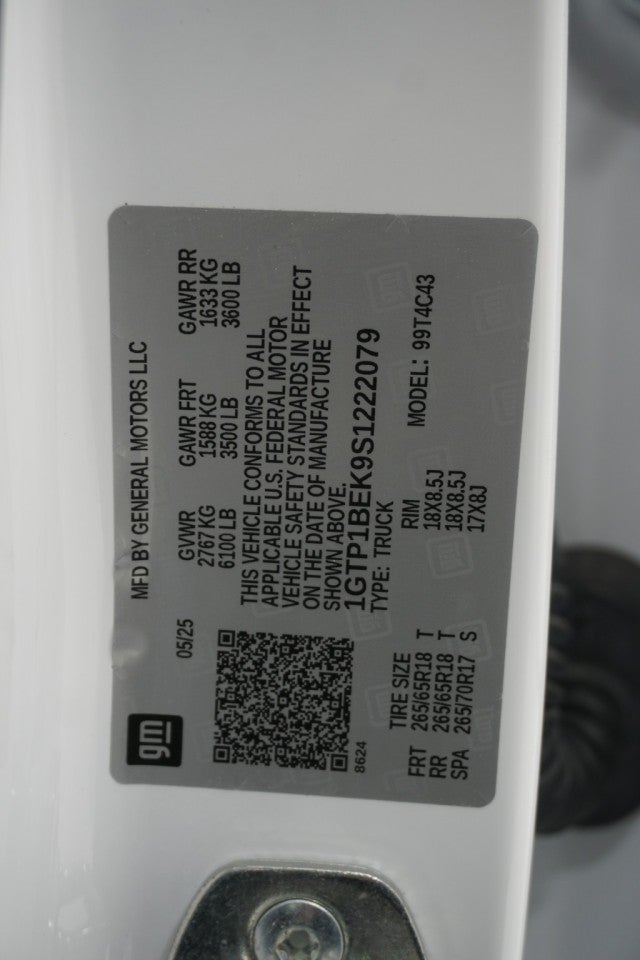 gm
05/25
MFD BY GENERAL MOTORS LLC
GVWR GAWR FRT GAWR RR
2767 KG 1588 KG 1633 KG
6100 LB 3500 LB 3600 LB
THIS VEHICLE CONFORMS TO ALL
APPLICABLE U.S. FEDERAL MOTOR
VEHICLE SAFETY STANDARDS IN EFFECT
ON THE DATE OF MANUFACTURE
SHOWN ABOVE.
1GTP1BEK9S1222079
TYPE: TRUCK
8624
MODEL: 99T4C43
TIRE SIZE RIM
FRT 265/65R18 T 18X8.5J
RR 265/65R18 T 18X8.5J
SPA 265/70R17 S 17X8J